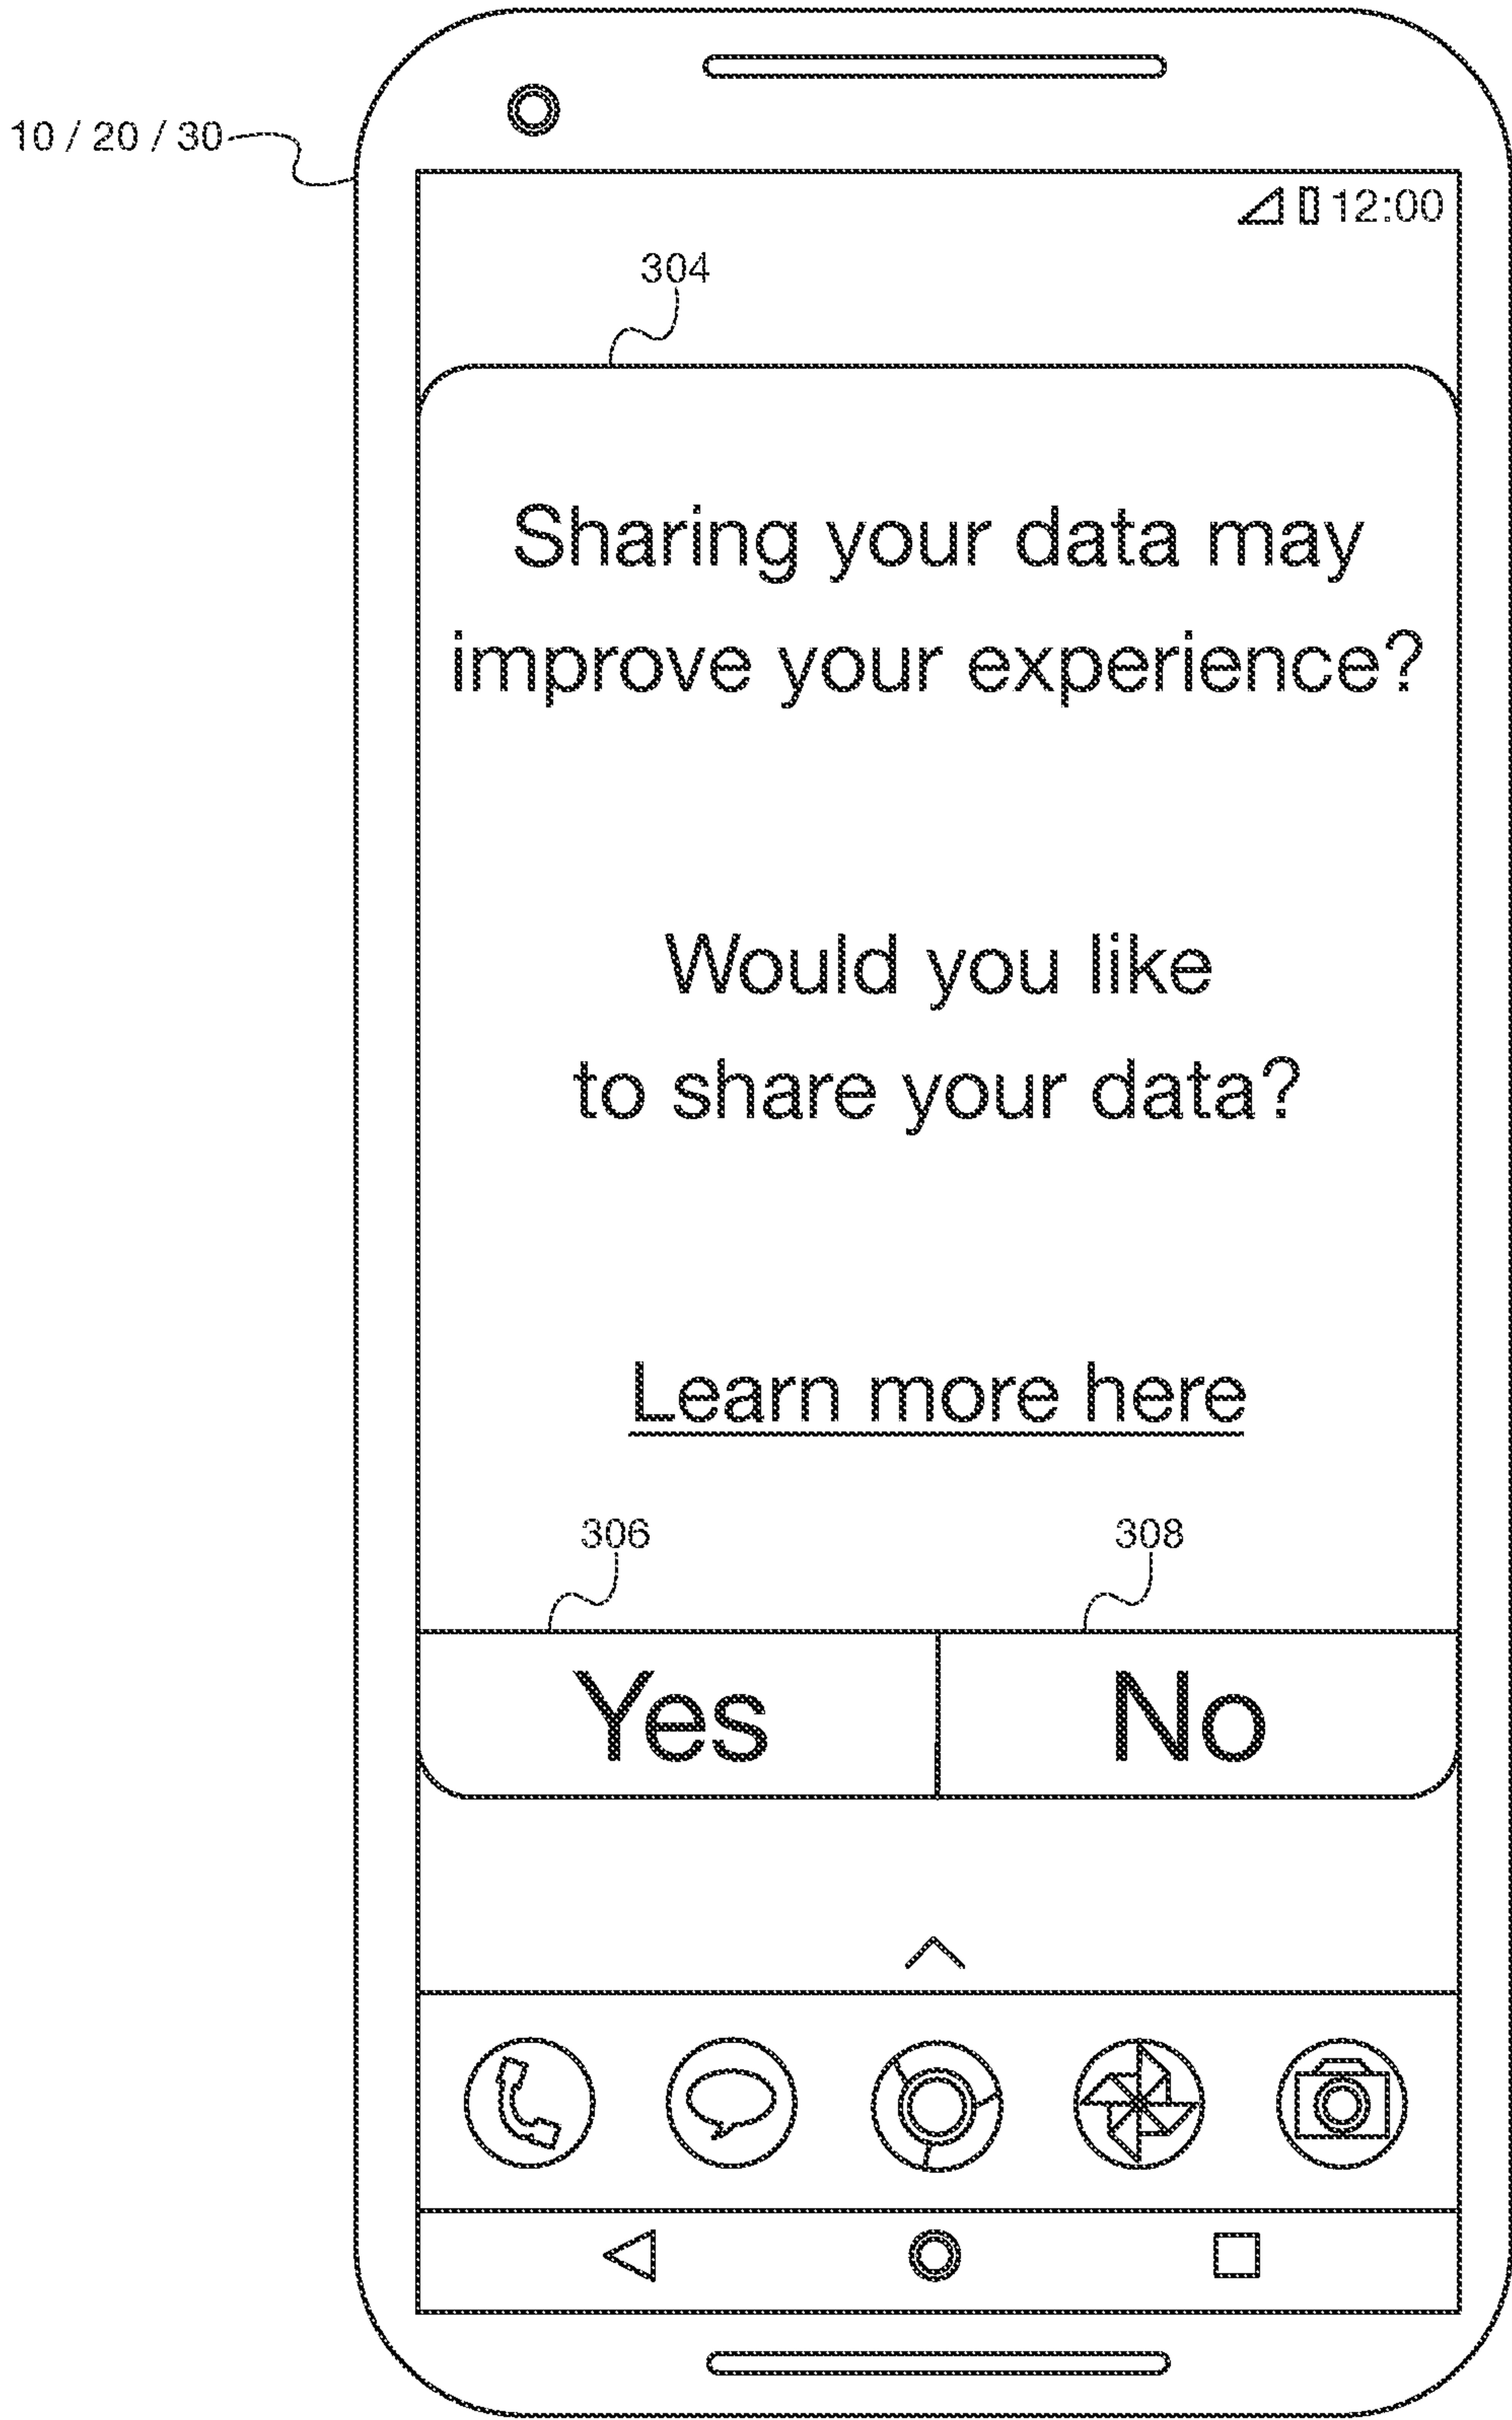 10 / 20 / 30
12:00
304
Sharing your data may
improve your experience?
Would you like
to share your data?
Learn more here
306 308
Yes No